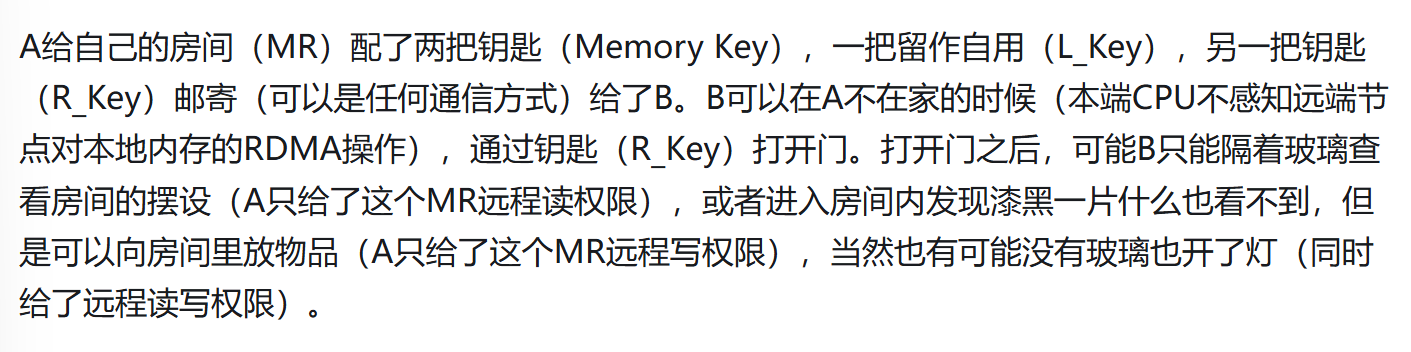 A给自己的房间（MR）配了两把钥匙（Memory Key），一把留作自用（L_Key），另一把钥匙
（R_Key）邮寄（可以是任何通信方式）给了B。B可以在A不在家的时候（本端CPU不感知远端节
点对本地内存的RDMA操作），通过钥匙（R_Key）打开门。打开门之后，可能B只能隔着玻璃查
看房间的摆设（A只给了这个MR远程读权限），或者进入房间内发现漆黑一片什么也看不到，但
是可以向房间里放物品（A只给了这个MR远程写权限），当然也有可能没有玻璃也开了灯（同时
给了远程读写权限）。